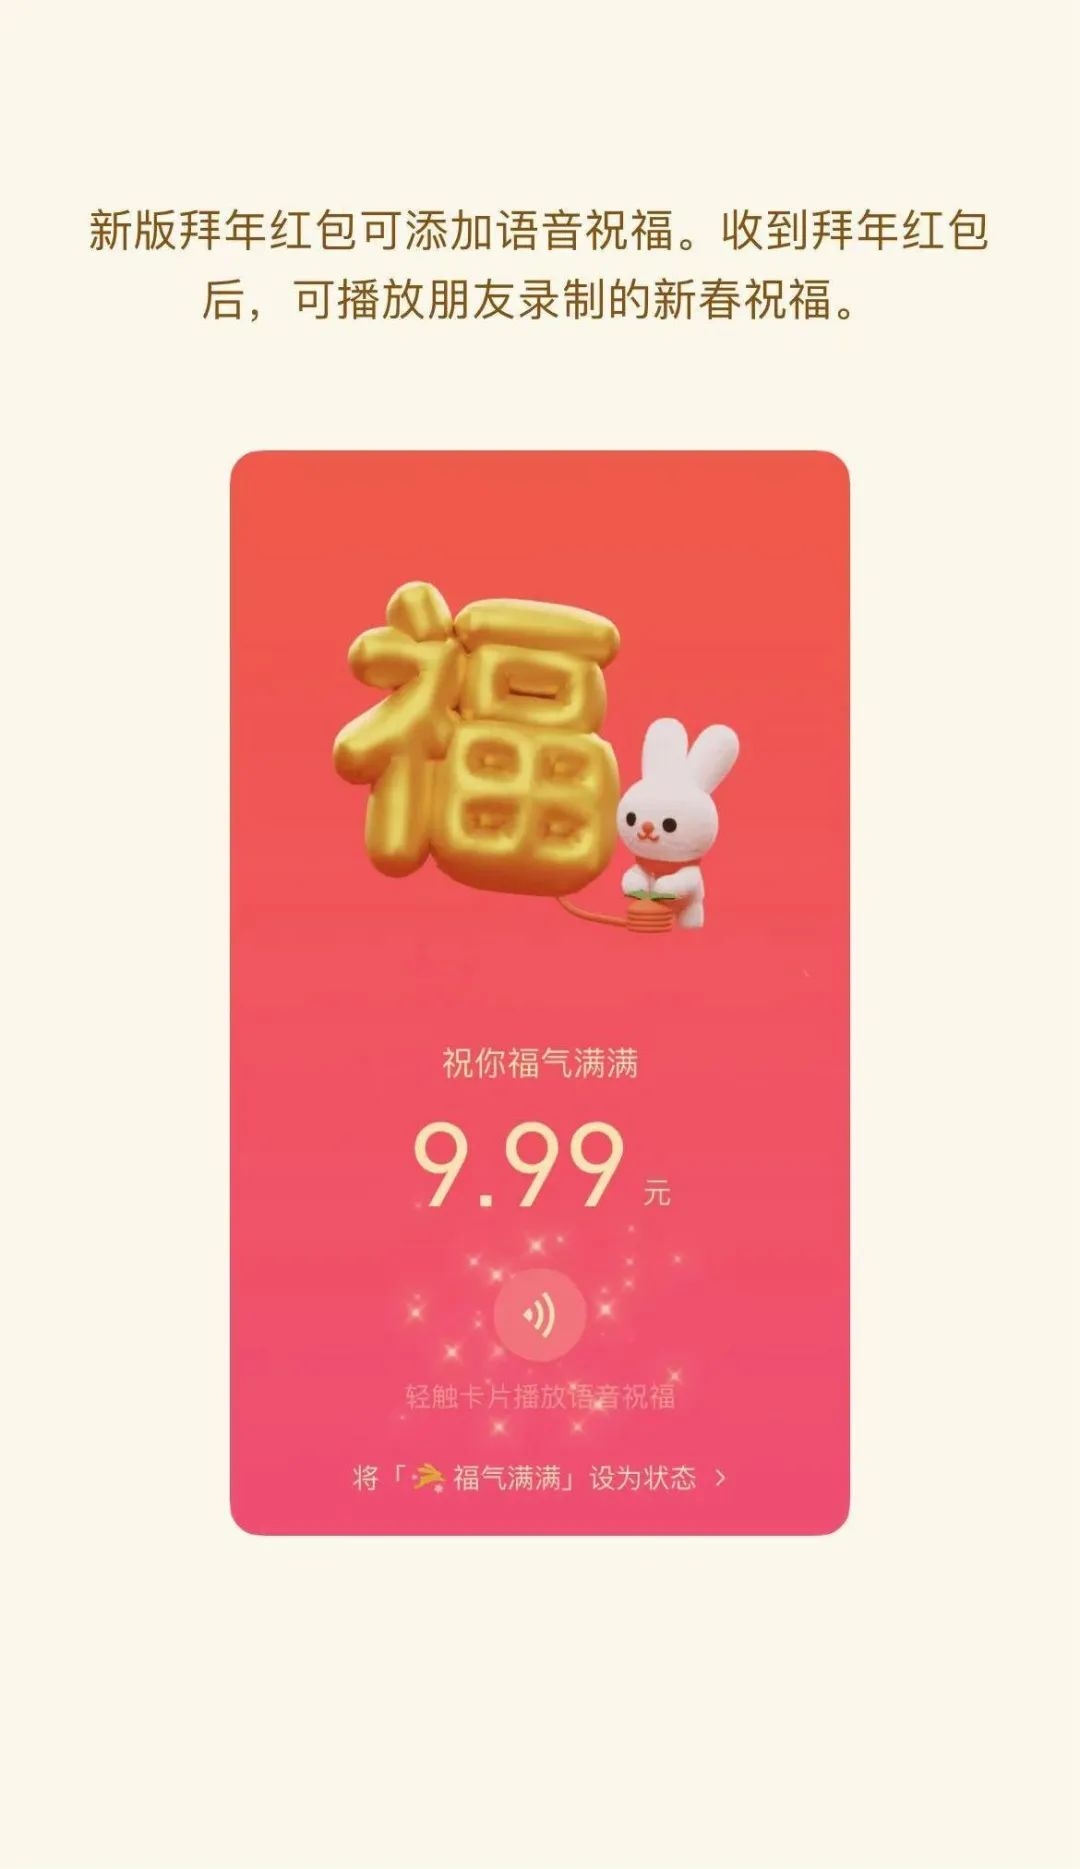 新版拜年红包可添加语音祝福。收到拜年红包
后，可播放朋友录制的新春祝福。
福
祝你福气满满
9.99元
轻触卡片播放语音祝福
将「福气满满」设为状态 >